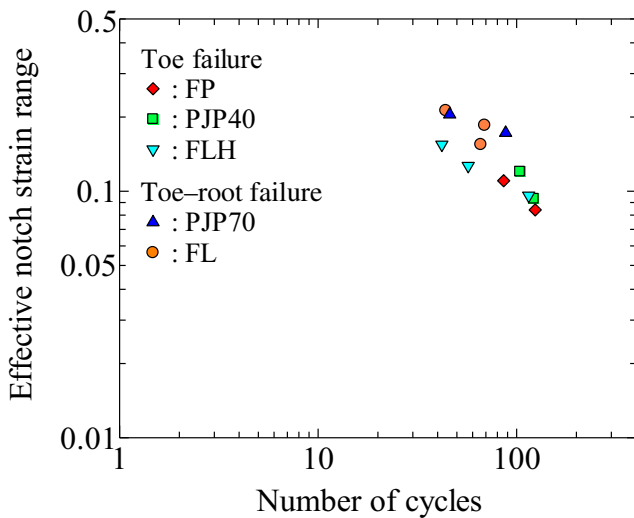 0.5
Toe failure
: FP
: PJP40
: FLH
Toe–root failure
: PJP70
: FL
0.1
0.05
0.01
1
10
100
Number of cycles
Effective notch strain range